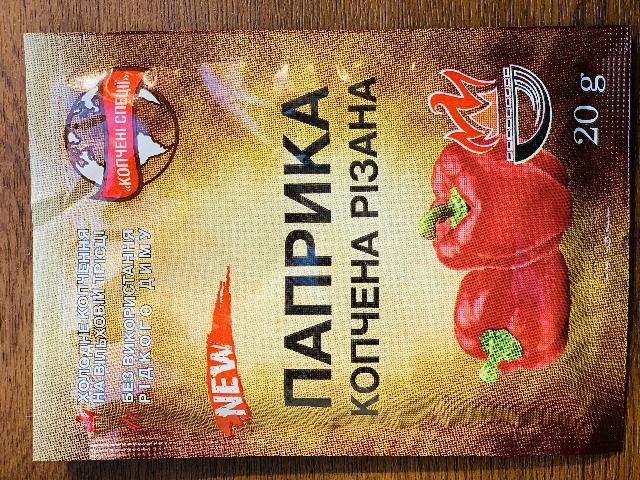 „КОПЧЕНІ СПЕЦІЇ»
ХОЛОДНЕ КОПЧЕННЯ
НА ВІЛЬХОВІЙ ТРІСЦІ
БЕЗ ВИКОРИСТАННЯ
РІДКОГО ДИМУ
NEW
ПАПРИКА
КОПЧЕНА РІЗАНА
20 g